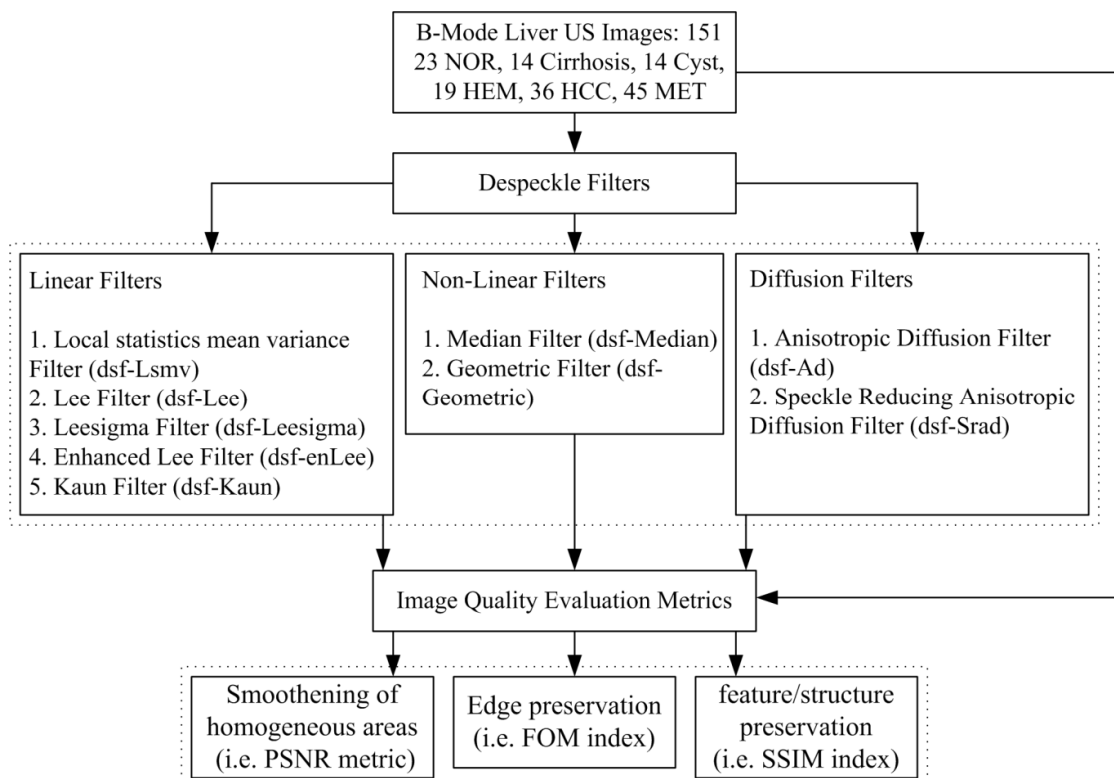 B-Mode Liver US Images: 151
23 NOR, 14 Cirrhosis, 14 Cyst,
19 HEM, 36 HCC, 45 MET
Despeckle Filters
Linear Filters
1. Local statistics mean variance
Filter (dsf-Lsmv)
2. Lee Filter (dsf-Lee)
3. Leesigma Filter (dsf-Leesigma)
4. Enhanced Lee Filter (dsf-enLee)
5. Kaun Filter (dsf-Kaun)
Non-Linear Filters
1. Median Filter (dsf-Median)
2. Geometric Filter (dsf-
Geometric)
Diffusion Filters
1. Anisotropic Diffusion Filter
(dsf-Ad)
2. Speckle Reducing Anisotropic
Diffusion Filter (dsf-Srad)
Image Quality Evaluation Metrics
Smoothening of
homogeneous areas
(i.e. PSNR metric)
Edge preservation
(i.e. FOM index)
feature/structure
preservation
(i.e. SSIM index)